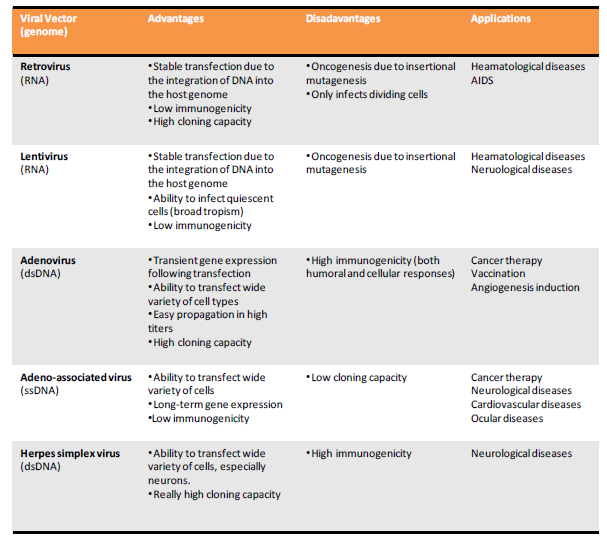 Viral Vector (genome) Advantages Disadvantages Applications
Retrovirus
(RNA)
•Stable transfection due to
the integration of DNA into
the host genome
•Low immunogenicity
•High cloning capacity
•Oncogenesis due to insertional
mutagenesis
•Only infects dividing cells
Heamatological diseases
AIDS
Lentivirus
(RNA)
•Stable transfection due to
the integration of DNA into
the host genome
•Ability to infect quiescent
cells (broad tropism)
•Low immunogenicity
•Oncogenesis due to insertional
mutagenesis
Heamatological diseases
Neruological diseases
Adenovirus
(dsDNA)
•Transient gene expression
following transfection
•Ability to transfect wide
variety of cell types
•Easy propagation in high
titers
•High cloning capacity
•High immunogenicity (both
humoral and cellular responses)
Cancer therapy
Vaccination
Angiogenesis induction
Adeno-associated virus
(ssDNA)
•Ability to transfect wide
variety of cells
•Long-term gene expression
•Low immunogenicity
•Low cloning capacity
Cancer therapy
Neurological diseases
Cardiovascular diseases
Ocular diseases
Herpes simplex virus
(dsDNA)
•Ability to transfect wide
variety of cells, especially
neurons.
•Really high cloning capacity
•High immunogenicity
Neurological diseases